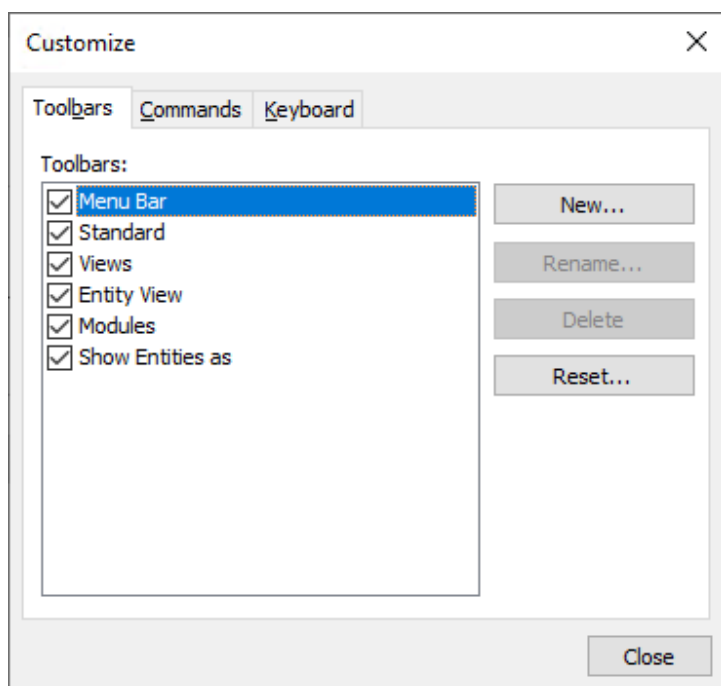 Customize
Toolbars
Commands
Keyboard
Toolbars:
Menu Bar
Standard
Views
Entity View
Modules
Show Entities as
New...
Rename...
Delete
Reset...
Close